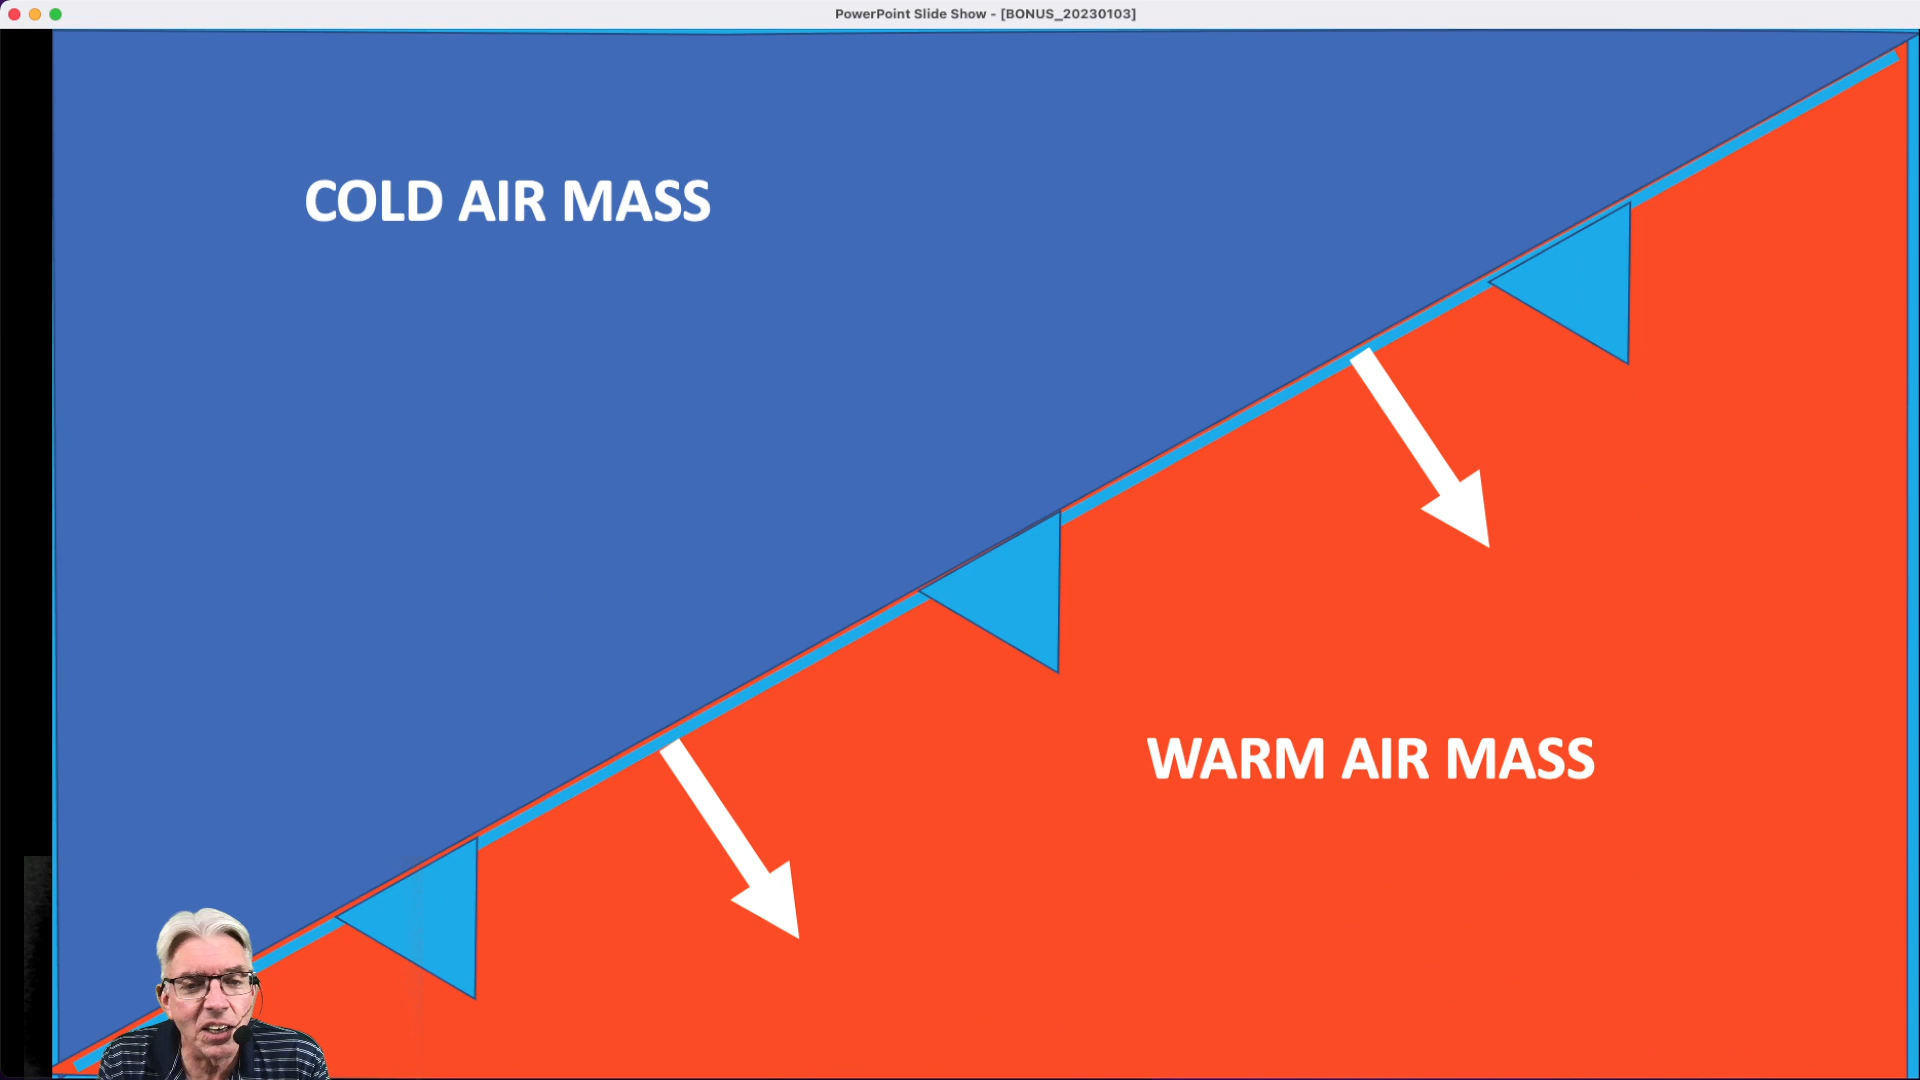 PowerPoint Slide Show - [BONUS_20230103]
COLD AIR MASS
WARM AIR MASS